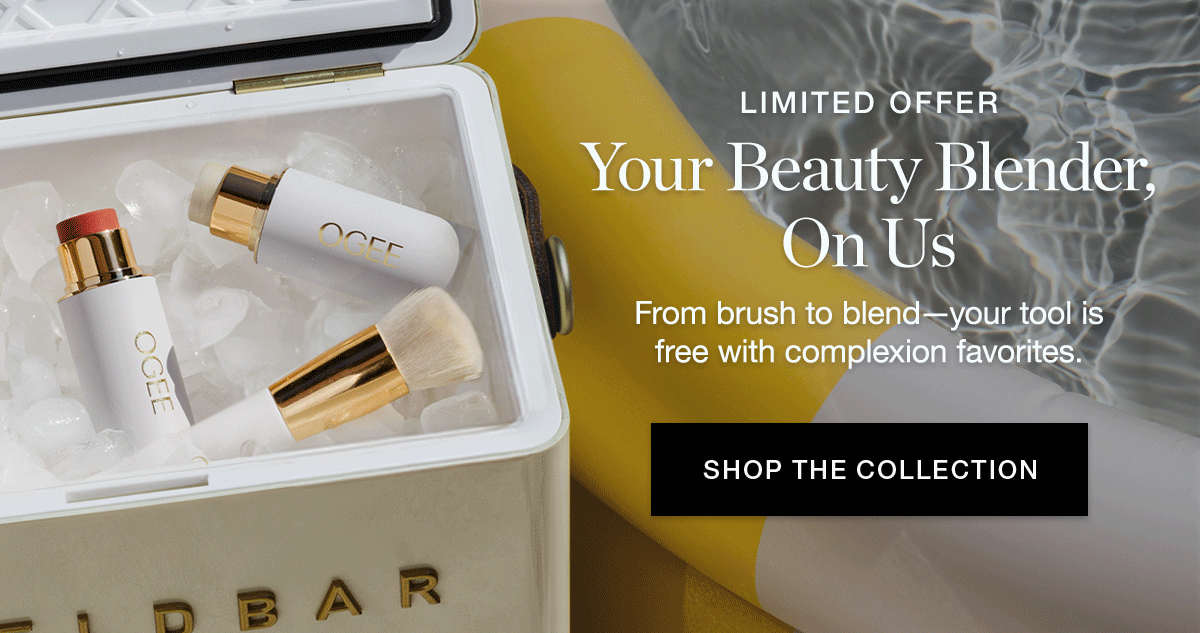 LIMITED OFFER
Your Beauty Blender,
On Us
From brush to blend—your tool is
free with complexion favorites.
SHOP THE COLLECTION
OGEE
OGEE
LDBAR